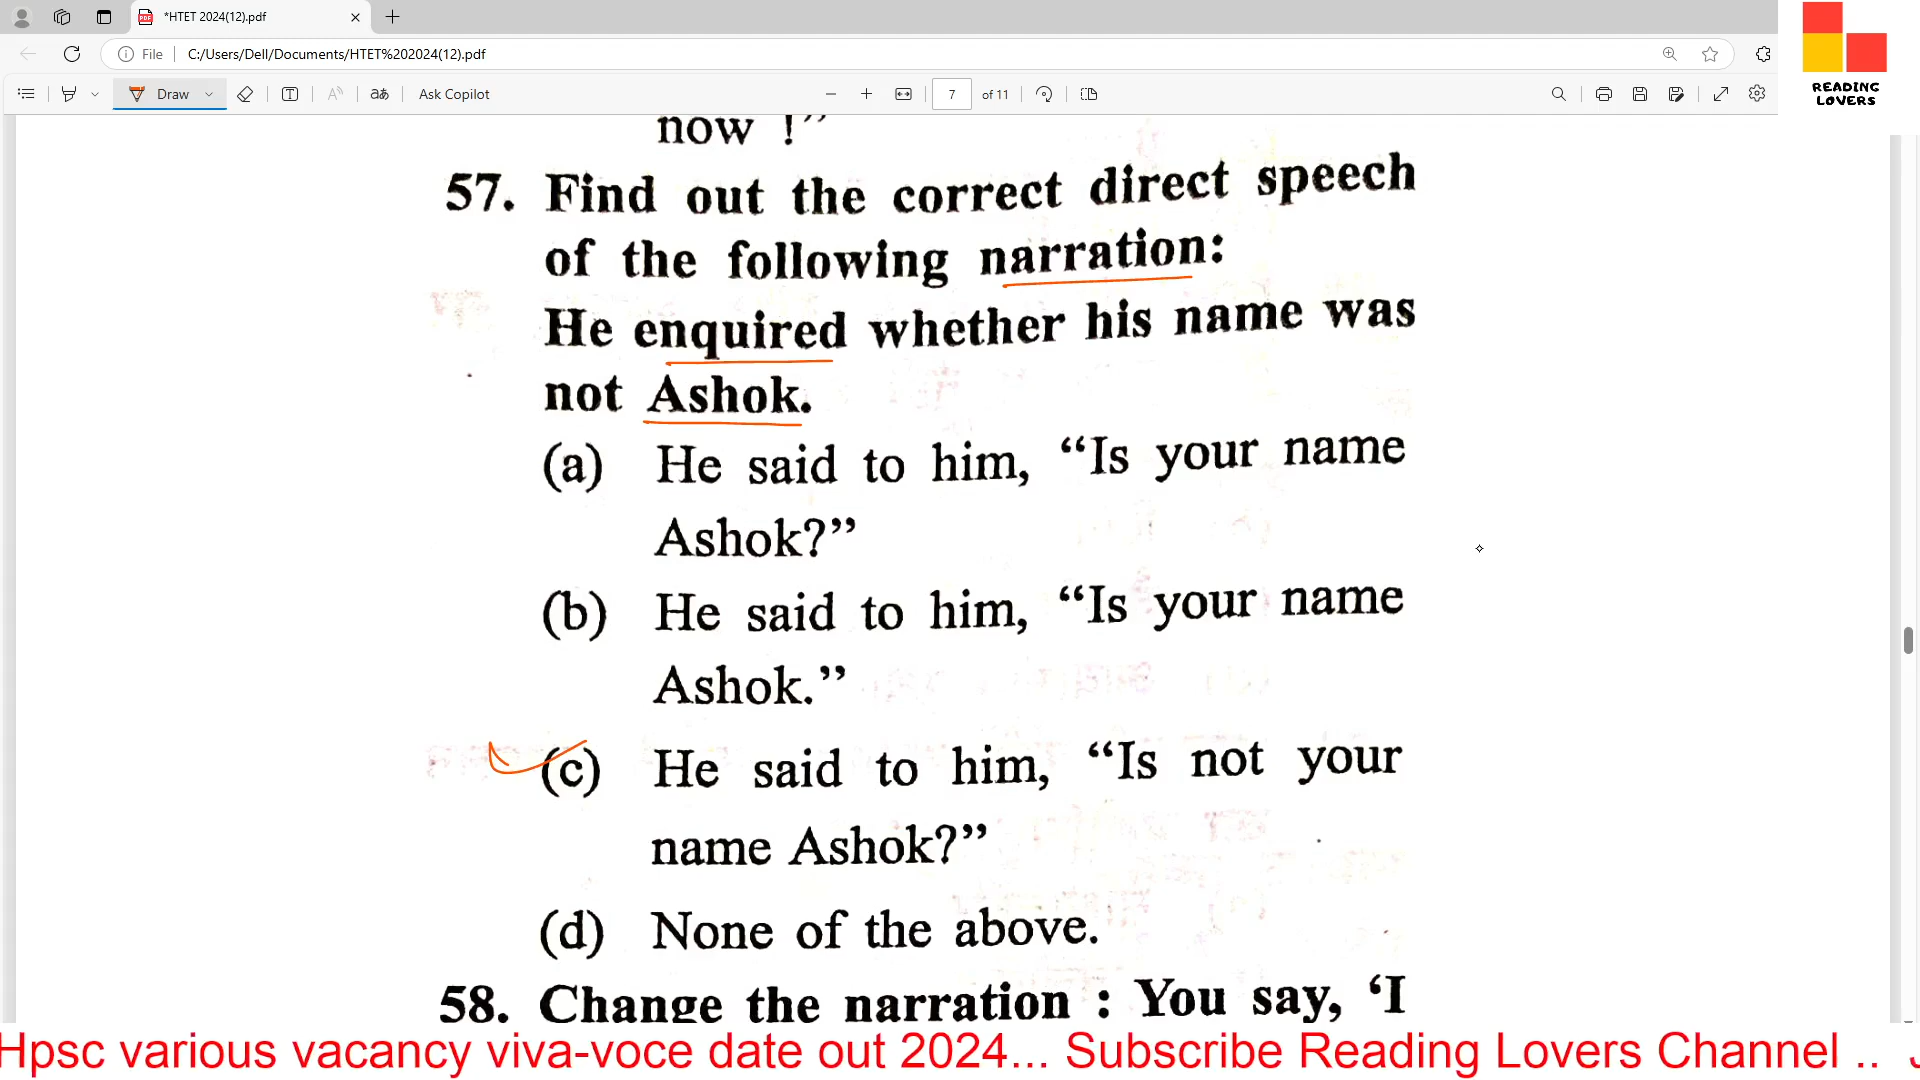 *HTET 2024(12).pdf
File
C:/Users/Dell/Documents/HTET%202024(12).pdf
Draw
Ask Copilot
7
of 11
READING
LOVERS
now !”
57. Find out the correct direct speech
of the following narration:
He enquired whether his name was
not Ashok.
(a) He said to him, “Is your name
Ashok?”
(b) He said to him, “Is your name
Ashok.”
(c) He said to him, “Is not your
name Ashok?”
(d) None of the above.
58. Change the narration : You say, ‘I
Hpsc various vacancy viva-voce date out 2024... Subscribe Reading Lovers Channel ..